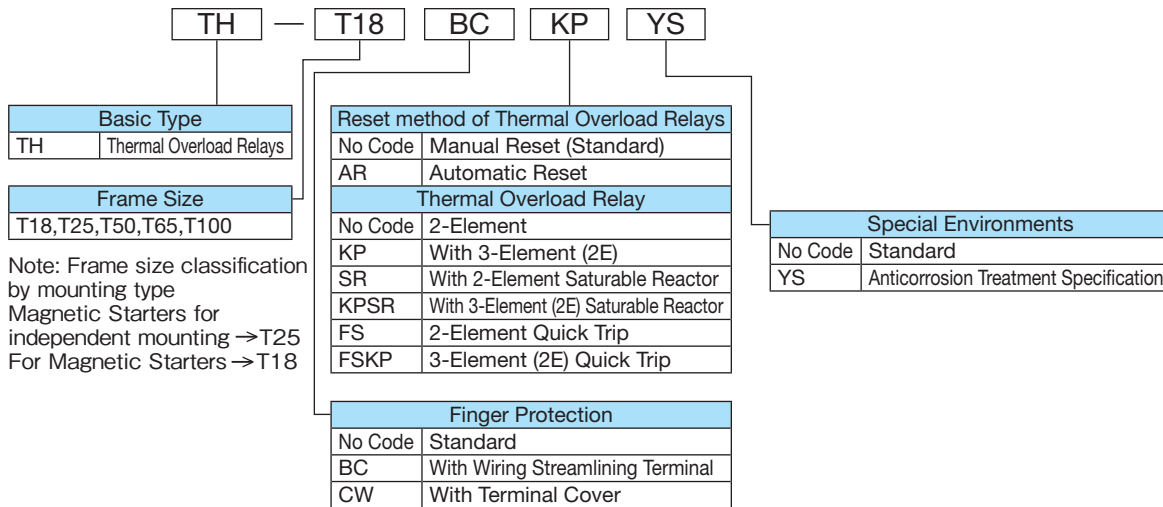 TH — T18 BC KP YS
Basic Type
TH Thermal Overload Relays
Frame Size
T18,T25,T50,T65,T100
Note: Frame size classification
by mounting type
Magnetic Starters for
independent mounting →T25
For Magnetic Starters →T18
Reset method of Thermal Overload Relays
No Code Manual Reset (Standard)
AR Automatic Reset
Thermal Overload Relay
No Code 2-Element
KP With 3-Element (2E)
SR With 2-Element Saturable Reactor
KPSR With 3-Element (2E) Saturable Reactor
FS 2-Element Quick Trip
FSKP 3-Element (2E) Quick Trip
Special Environments
No Code Standard
YS Anticorrosion Treatment Specification
Finger Protection
No Code Standard
BC With Wiring Streamlining Terminal
CW With Terminal Cover